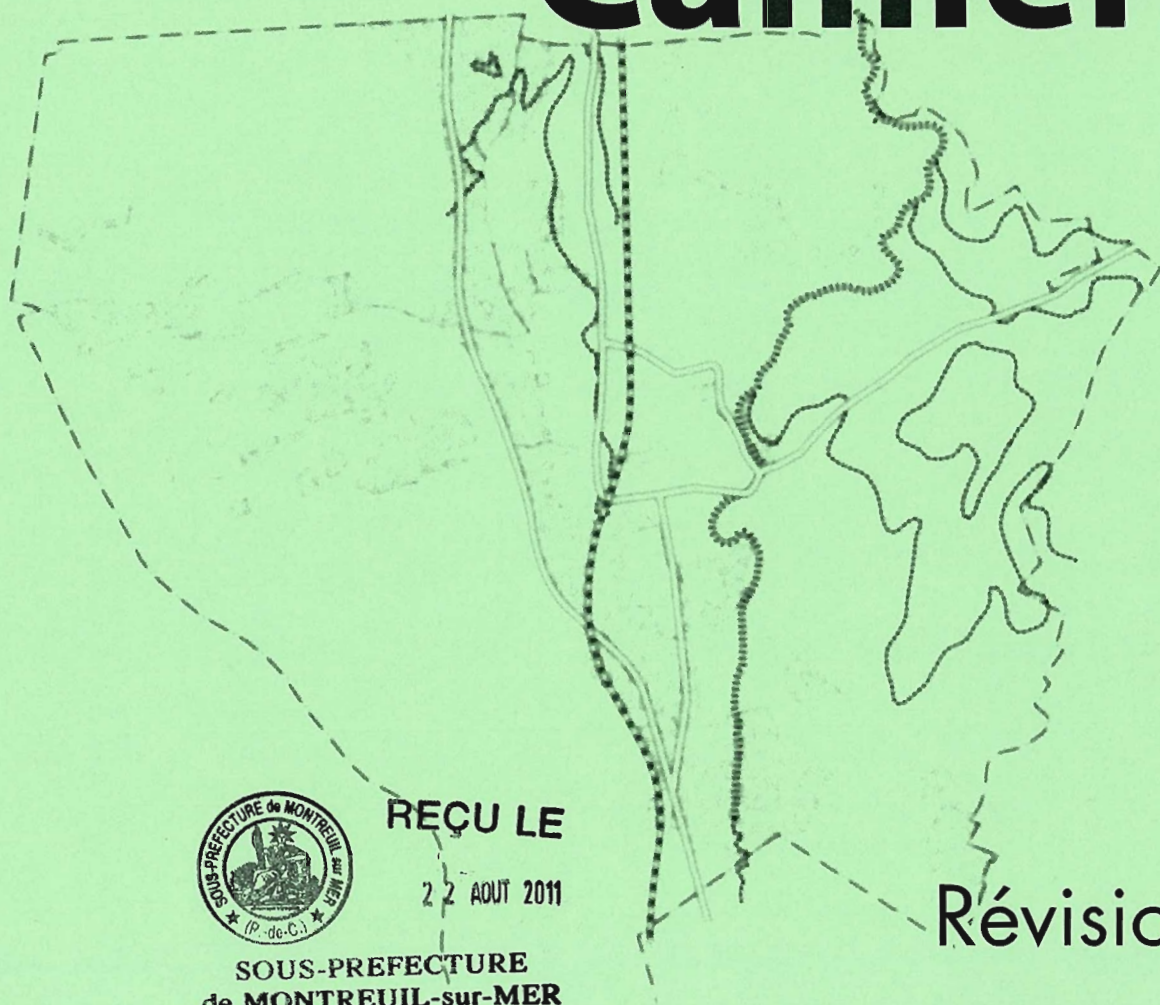 SOUS-PREFECTURE de MONTREUIL sur MER
(P.-de-C.)
REÇU LE
22 AOUT 2011
SOUS-PREFECTURE
de MONTREUIL-sur-MER
Révisio